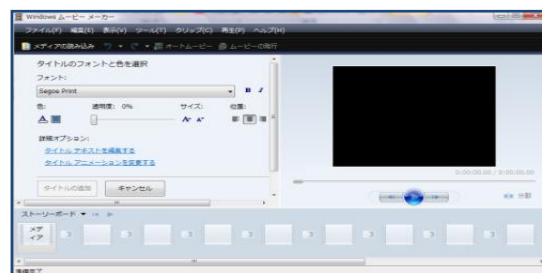 Windows ムービー メーカー
ファイル(F) 編集(E) 表示(V) ツール(T) クリップ(C) 再生(P) ヘルプ(H)
メディアの読み込み オートムービー ムービーの発行
タイトルのフォントと色を選択
フォント:
Segoe Print B I
色: 透明度: 0% サイズ: 位置:
A A A
詳細オプション:
タイトル テキストを編集する
タイトル アニメーションを変更する
タイトルの追加 キャンセル
0:00:00.00 / 0:00:00.00
分割
ストーリーボード
メデ
ィア
準備完了